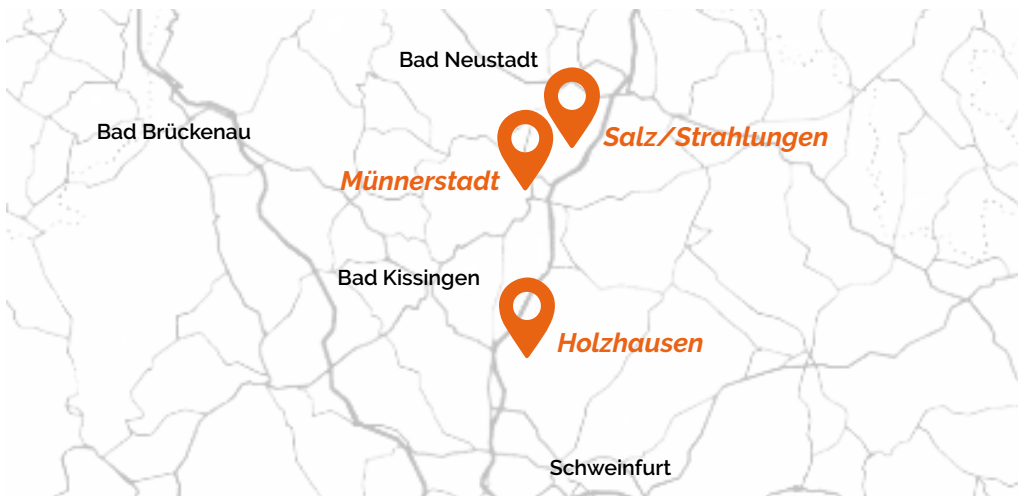 Bad Neustadt
Bad Brückenau
Salz/Strahlungen
Münnerstadt
Bad Kissingen
Holzhausen
Schweinfurt